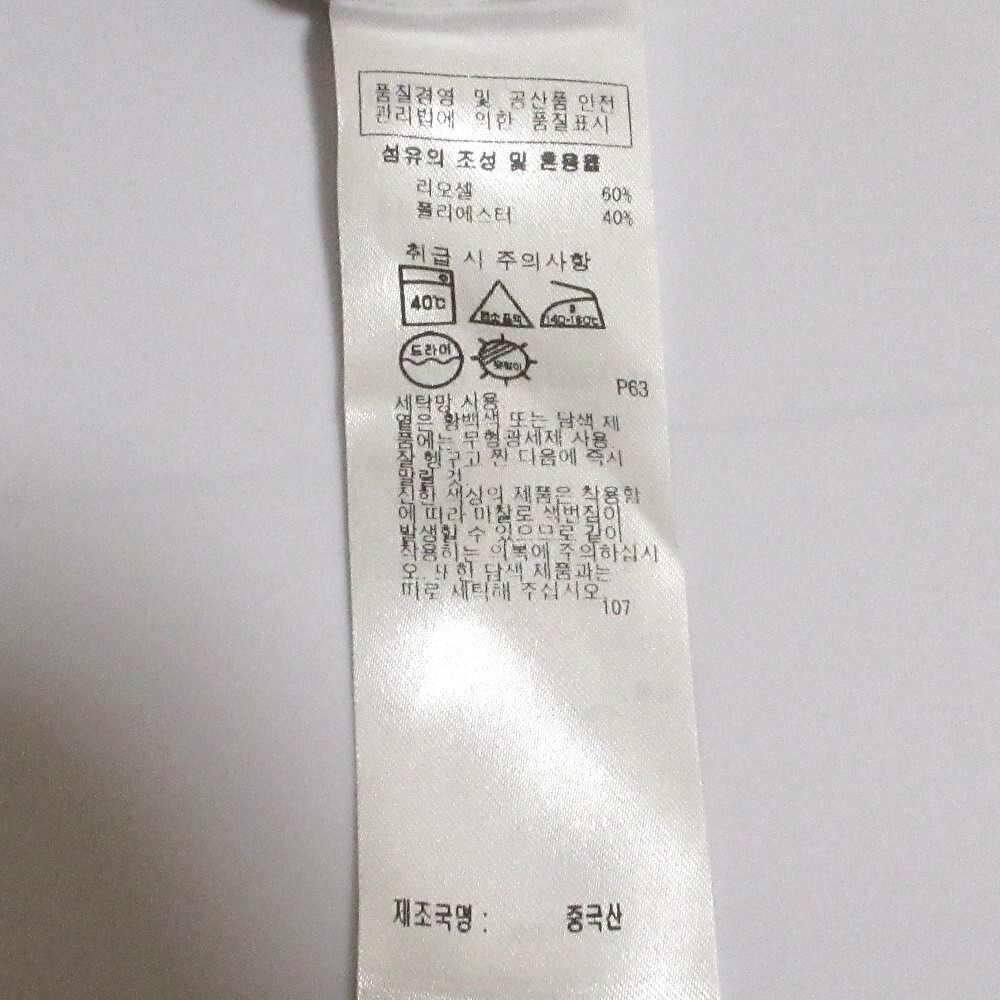 품질경영 및 공산품 안전
관리법에 의한 품질표시
섬유의 조성 및 혼용율
리오셀 60%
폴리에스터 40%
취급 시 주의사항
40℃ 염소표백 140-160℃
드라이
P63
세탁망 사용
옅은 황백색 또는 담색 제
품에는 무형광세제 사용.
잘 헹구고 짠 다음에 즉시
말릴 것.
진한 색상의 제품은 착용함
에 따라 마찰로 색번짐이
발생할 수 있으므로 같이
착용하는 의복에 주의하십시
오. 또한 담색 제품과는
따로 세탁해 주십시오.
107
제조국명 : 중국산